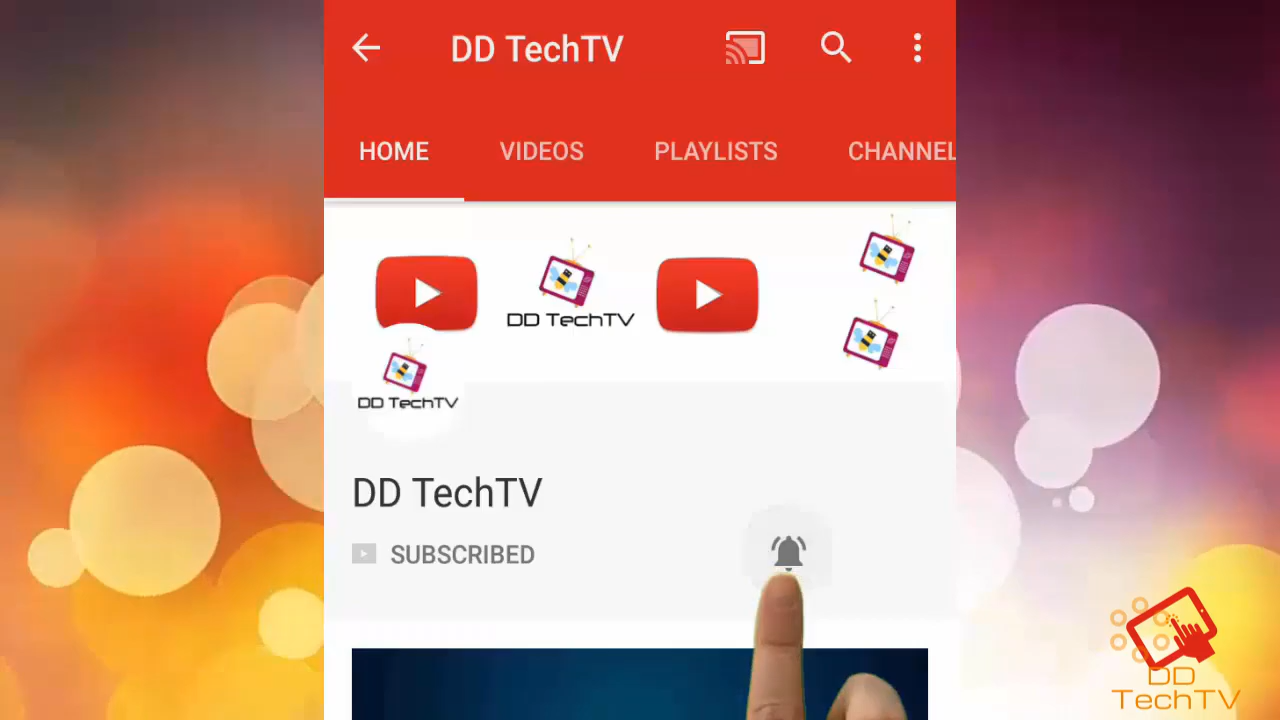 DD TechTV
HOME VIDEOS PLAYLISTS CHANNEL
DD TechTV
DD TechTV
DD TechTV
SUBSCRIBED
DD
TechTV